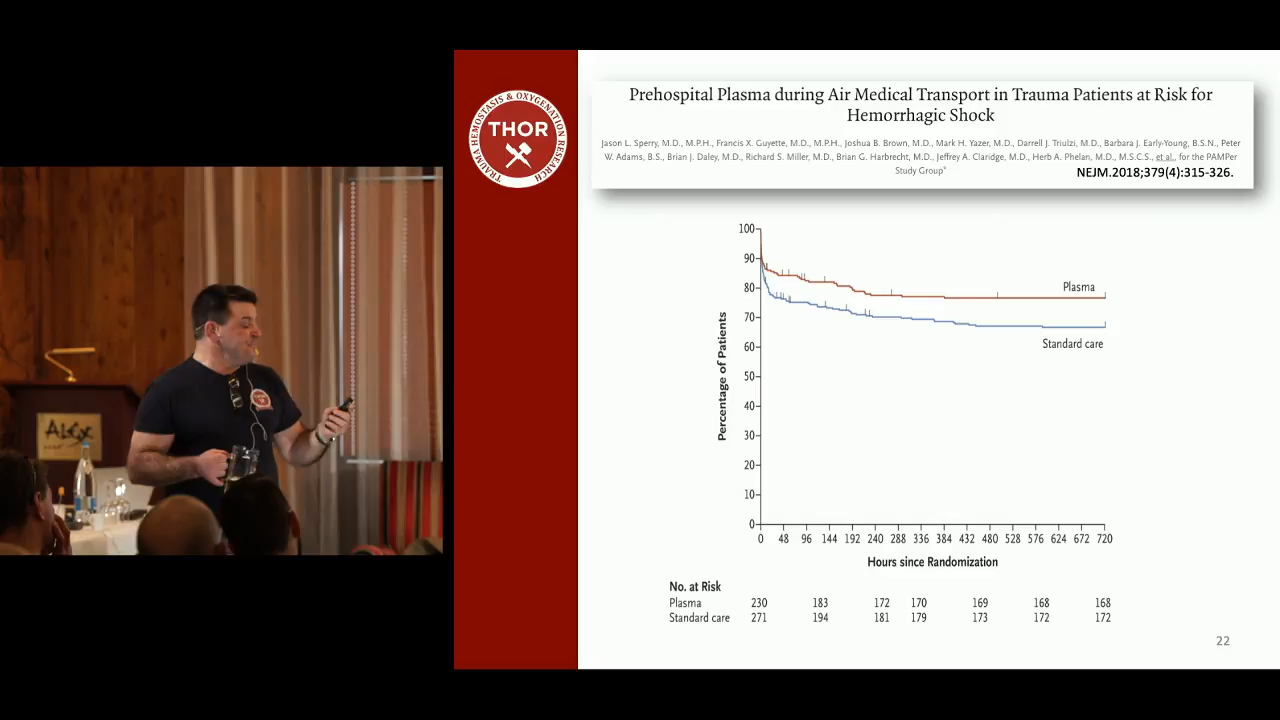 TRAUMA HEMOSTASIS & OXYGENATION RESEARCH
THOR
Prehospital Plasma during Air Medical Transport in Trauma Patients at Risk for
Hemorrhagic Shock
Jason L. Sperry, M.D., M.P.H., Francis X. Guyette, M.D., M.P.H., Joshua B. Brown, M.D., Mark H. Yazer, M.D., Darrell J. Triulzi, M.D., Barbara J. Early-Young, B.S.N., Peter
W. Adams, B.S., Brian J. Daley, M.D., Richard S. Miller, M.D., Brian G. Harbrecht, M.D., Jeffrey A. Claridge, M.D., Herb A. Phelan, M.D., M.S.C.S., et al., for the PAMPer
Study Group*
NEJM.2018;379(4):315-326.
100
90
80
70
60
50
40
30
20
10
0
Percentage of Patients
Plasma
Standard care
0 48 96 144 192 240 288 336 384 432 480 528 576 624 672 720
Hours since Randomization
No. at Risk
Plasma 230 183 172 170 169 168 168
Standard care 271 194 181 179 173 172 172
22